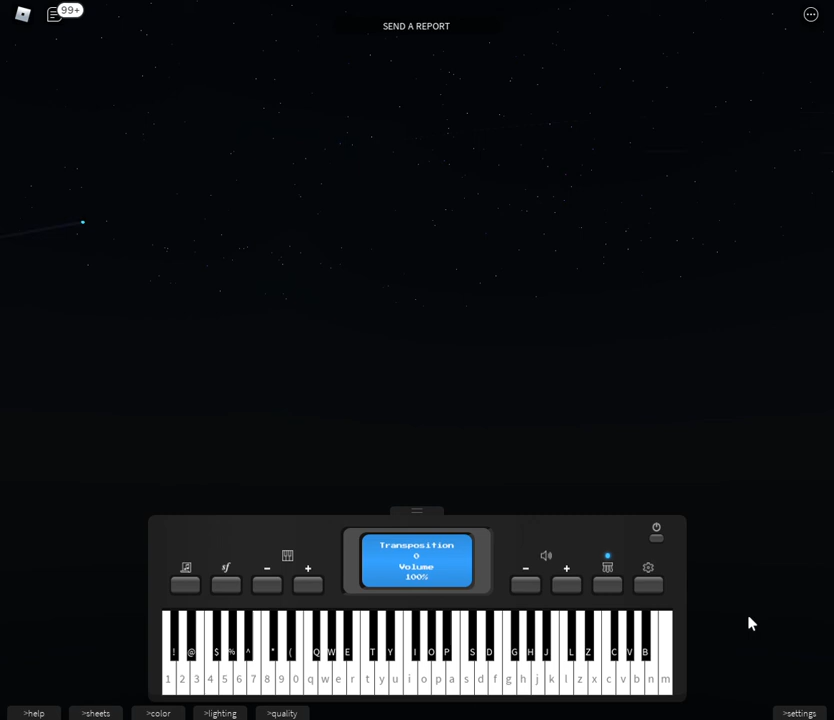 99+
SEND A REPORT
Transposition
0
Volume
100%
sf
- + - +
! @ $ % ^ * ( Q W E T Y I O P S D G H J L Z C V B
1 2 3 4 5 6 7 8 9 0 q w e r t y u i o p a s d f g h j k l z x c v b n m
>help >sheets >color >lighting >quality >settings